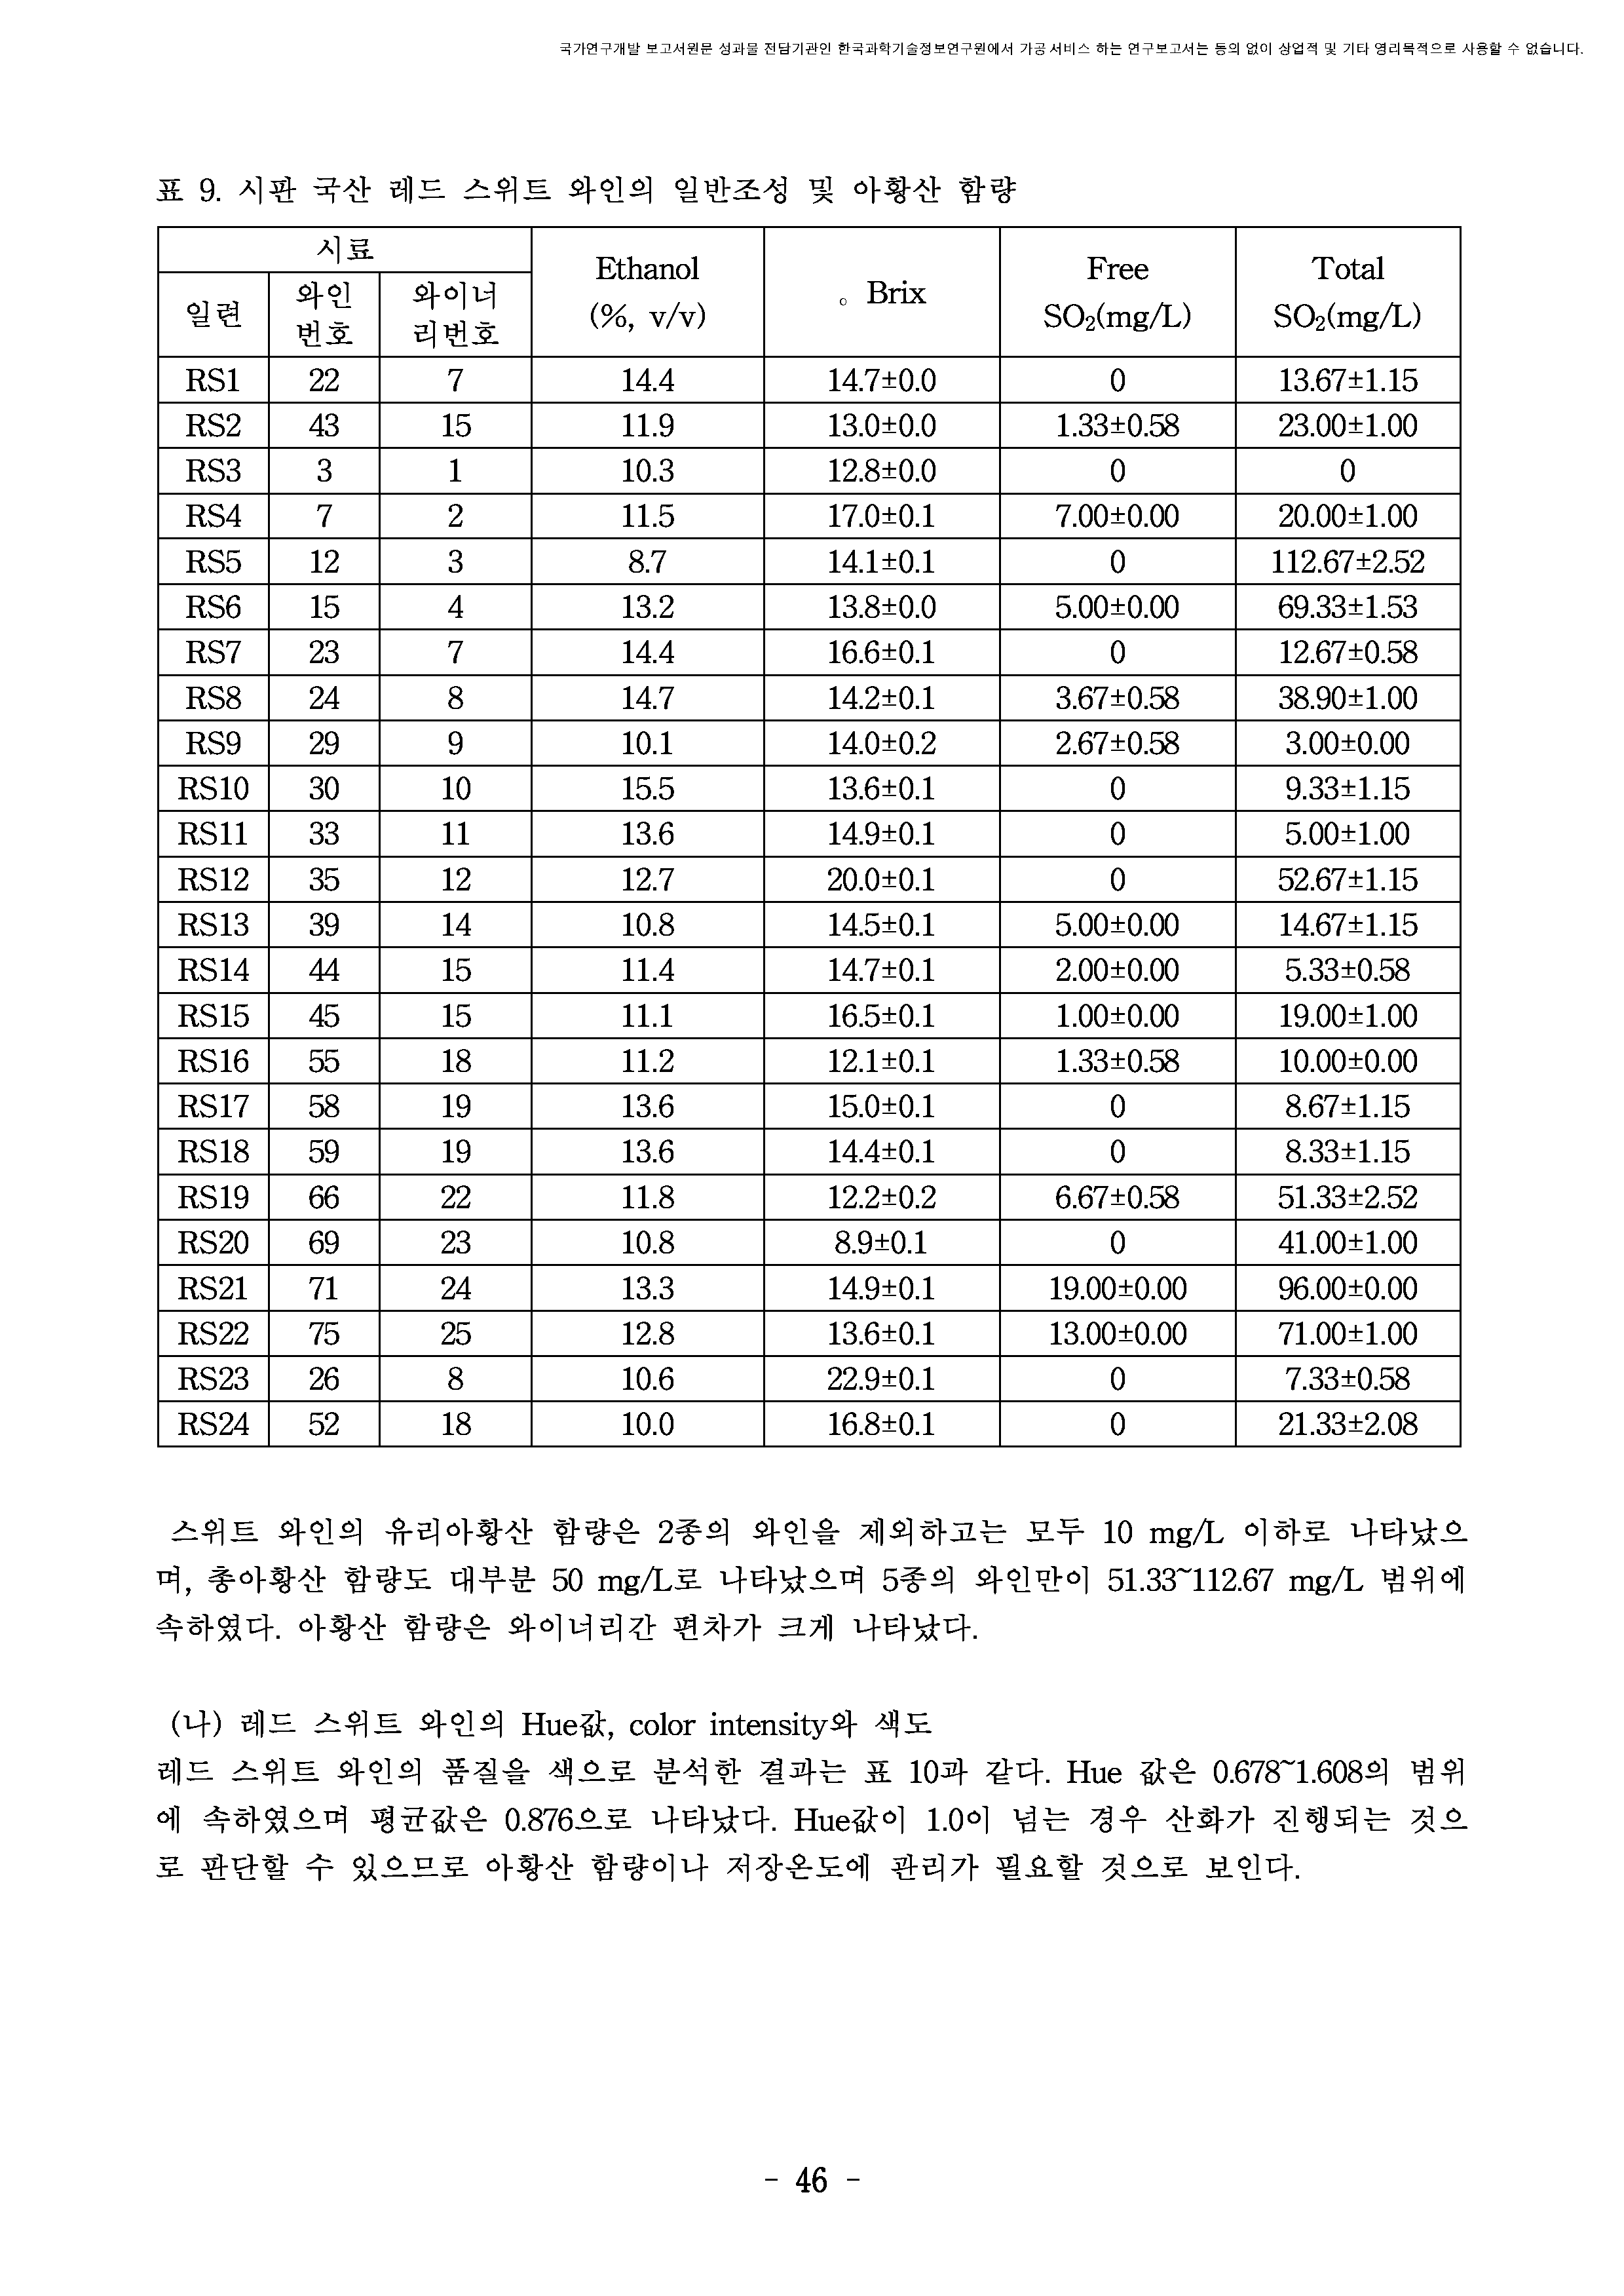 국가연구개발 보고서원문 성과물 전담기관인 한국과학기술정보연구원에서 가공·서비스 하는 연구보고서는 동의 없이 상업적 및 기타 영리목적으로 사용할 수 없습니다.
표 9. 시판 국산 레드 스위트 와인의 일반조성 및 아황산 함량
시료 Ethanol (%, v/v) 。Brix Free SO₂(mg/L) Total SO₂(mg/L)
일련 와인번호 와이너리번호
RS1 22 7 14.4 14.7±0.0 0 13.67±1.15
RS2 43 15 11.9 13.0±0.0 1.33±0.58 23.00±1.00
RS3 3 1 10.3 12.8±0.0 0 0
RS4 7 2 11.5 17.0±0.1 7.00±0.00 20.00±1.00
RS5 12 3 8.7 14.1±0.1 0 112.67±2.52
RS6 15 4 13.2 13.8±0.0 5.00±0.00 69.33±1.53
RS7 23 7 14.4 16.6±0.1 0 12.67±0.58
RS8 24 8 14.7 14.2±0.1 3.67±0.58 38.90±1.00
RS9 29 9 10.1 14.0±0.2 2.67±0.58 3.00±0.00
RS10 30 10 15.5 13.6±0.1 0 9.33±1.15
RS11 33 11 13.6 14.9±0.1 0 5.00±1.00
RS12 35 12 12.7 20.0±0.1 0 52.67±1.15
RS13 39 14 10.8 14.5±0.1 5.00±0.00 14.67±1.15
RS14 44 15 11.4 14.7±0.1 2.00±0.00 5.33±0.58
RS15 45 15 11.1 16.5±0.1 1.00±0.00 19.00±1.00
RS16 55 18 11.2 12.1±0.1 1.33±0.58 10.00±0.00
RS17 58 19 13.6 15.0±0.1 0 8.67±1.15
RS18 59 19 13.6 14.4±0.1 0 8.33±1.15
RS19 66 22 11.8 12.2±0.2 6.67±0.58 51.33±2.52
RS20 69 23 10.8 8.9±0.1 0 41.00±1.00
RS21 71 24 13.3 14.9±0.1 19.00±0.00 96.00±0.00
RS22 75 25 12.8 13.6±0.1 13.00±0.00 71.00±1.00
RS23 26 8 10.6 22.9±0.1 0 7.33±0.58
RS24 52 18 10.0 16.8±0.1 0 21.33±2.08
스위트 와인의 유리아황산 함량은 2종의 와인을 제외하고는 모두 10 mg/L 이하로 나타났으
며, 총아황산 함량도 대부분 50 mg/L로 나타났으며 5종의 와인만이 51.33~112.67 mg/L 범위에
속하였다. 아황산 함량은 와이너리간 편차가 크게 나타났다.
(나) 레드 스위트 와인의 Hue값, color intensity와 색도
레드 스위트 와인의 품질을 색으로 분석한 결과는 표 10과 같다. Hue 값은 0.678~1.608의 범위
에 속하였으며 평균값은 0.876으로 나타났다. Hue값이 1.0이 넘는 경우 산화가 진행되는 것으
로 판단할 수 있으므로 아황산 함량이나 저장온도에 관리가 필요할 것으로 보인다.
- 46 -